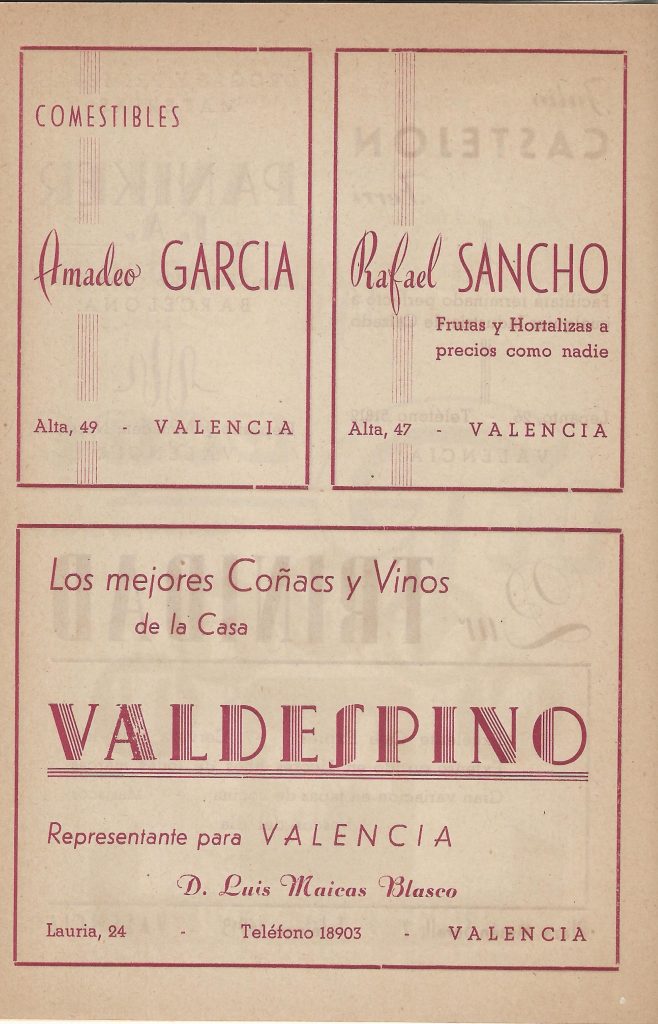 COMESTIBLES
Amadeo GARCIA
Alta, 49 - VALENCIA
Rafael SANCHO
Frutas y Hortalizas a
precios como nadie
Alta, 47 - VALENCIA
Los mejores Coñacs y Vinos
de la Casa
VALDESPINO
Representante para VALENCIA
D. Luis Maicas Blasco
Lauria, 24 - Teléfono 18903 - VALENCIA